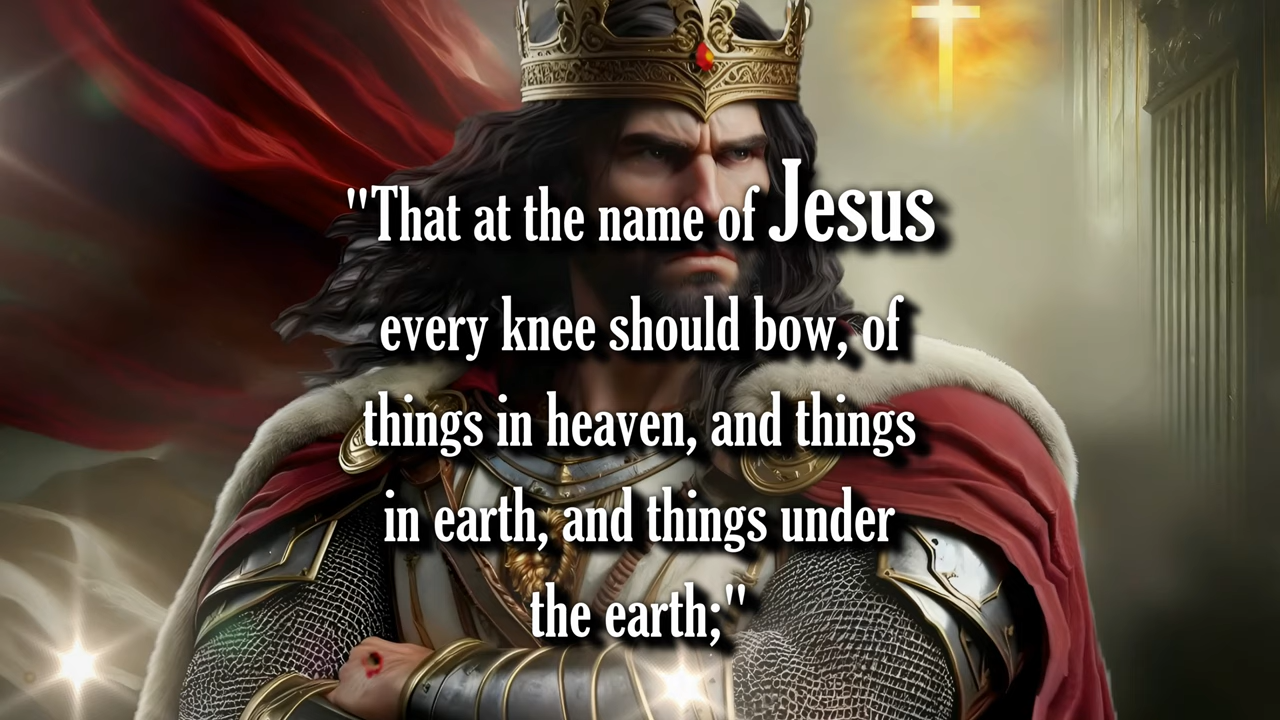 "That at the name of Jesus
every knee should bow, of
things in heaven, and things
in earth, and things under
the earth;"